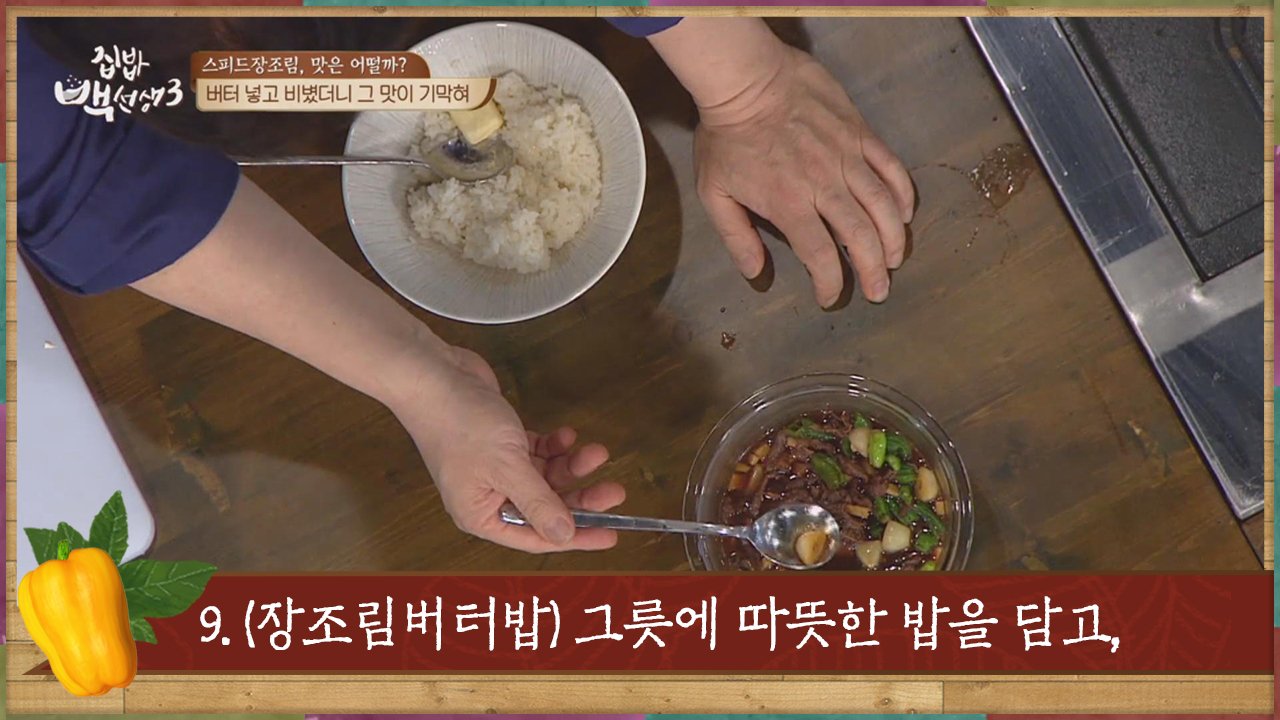 집밥
백선생3
스피드장조림, 맛은 어떨까?
버터 넣고 비볐더니 그 맛이 기막혀
9. (장조림버터밥) 그릇에 따뜻한 밥을 담고,